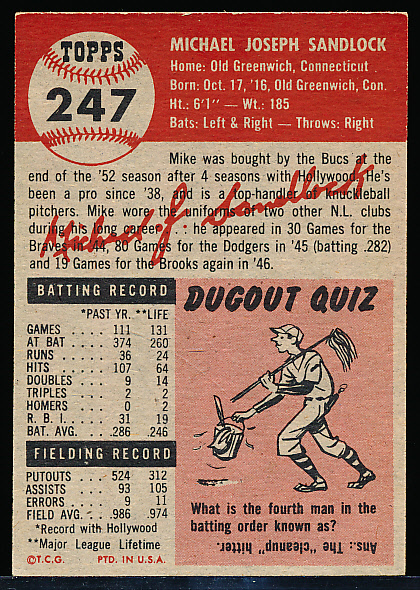 TOPPS
247
MICHAEL JOSEPH SANDLOCK
Home: Old Greenwich, Connecticut
Born: Oct. 17, '16, Old Greenwich, Con.
Ht.: 6'1" — Wt.: 185
Bats: Left & Right — Throws: Right
Mike was bought by the Bucs at the
end of the '52 season after 4 seasons with Hollywood. He's
been a pro since '38, and is a top-handler of knuckleball
pitchers. Mike wore the uniforms of two other N.L. clubs
during his long career . . : he appeared in 30 Games for the
Braves in 44, 80 Games for the Dodgers in '45 (batting .282)
and 19 Games for the Brooks again in '46.
Michael J. Sandlock
BATTING RECORD
*PAST YR. **LIFE
GAMES 111 131
AT BAT 374 260
RUNS 36 24
HITS 107 64
DOUBLES 9 14
TRIPLES 2 2
HOMERS 0 2
R. B. I. 31 19
BAT. AVG. .286 .246
FIELDING RECORD
PUTOUTS 524 312
ASSISTS 93 105
ERRORS 9 11
FIELD AVG. .986 .974
*Record with Hollywood
**Major League Lifetime
©T.C.G. PTD. IN U.S.A.
DUGOUT QUIZ
What is the fourth man in the
batting order known as?
Ans.: The "cleanup" hitter.